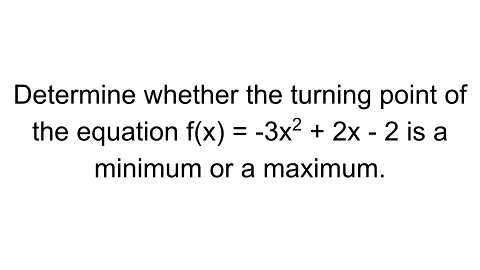 Determine whether the turning point of
the equation f(x) = -3x² + 2x - 2 is a
minimum or a maximum.